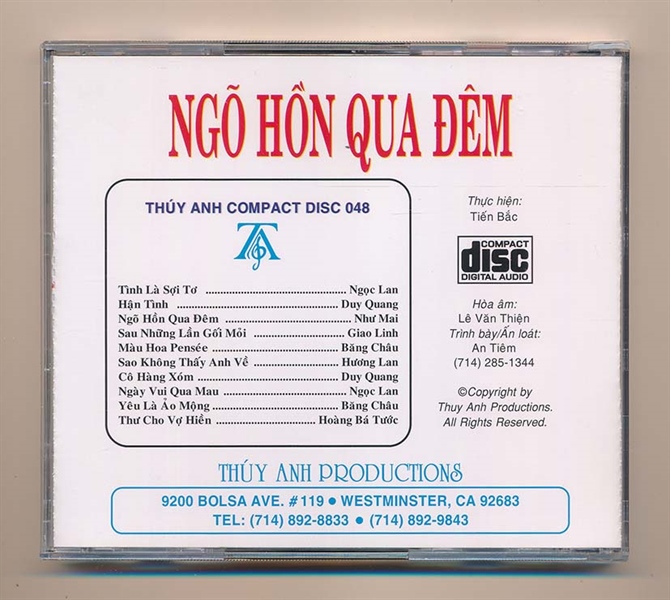 NGÕ HỒN QUA ĐÊM
THÚY ANH COMPACT DISC 048
TA
Tình Là Sợi Tơ ........................................ Ngọc Lan
Hận Tình ................................................ Duy Quang
Ngõ Hồn Qua Đêm .................................. Như Mai
Sau Những Lần Gối Mỏi ........................... Giao Linh
Màu Hoa Pensée ...................................... Băng Châu
Sao Không Thấy Anh Về .......................... Hương Lan
Cô Hàng Xóm ......................................... Duy Quang
Ngày Vui Qua Mau .................................. Ngọc Lan
Yêu Là Ảo Mộng ...................................... Băng Châu
Thư Cho Vợ Hiền ............................. Hoàng Bá Tước
Thực hiện:
Tiến Bắc
COMPACT
disc
DIGITAL AUDIO
Hòa âm:
Lê Văn Thiện
Trình bày/Ấn loát:
An Tiêm
(714) 285-1344
©Copyright by
Thuy Anh Productions.
All Rights Reserved.
THÚY ANH PRODUCTIONS
9200 BOLSA AVE. #119 ● WESTMINSTER, CA 92683
TEL: (714) 892-8833 ● (714) 892-9843